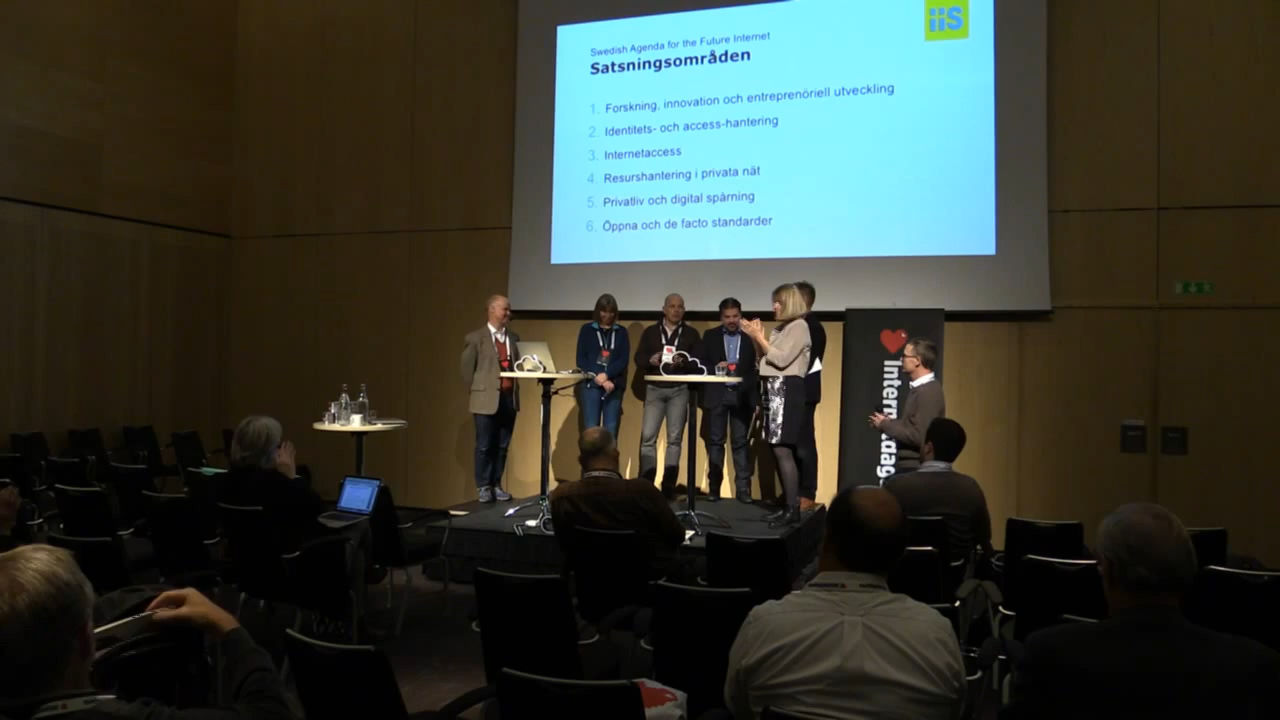 iis
Swedish Agenda for the Future Internet
Satsningsområden
1. Forskning, innovation och entreprenöriell utveckling
2. Identitets- och access-hantering
3. Internetaccess
4. Resurshantering i privata nät
5. Privatliv och digital spårning
6. Öppna och de facto standarder